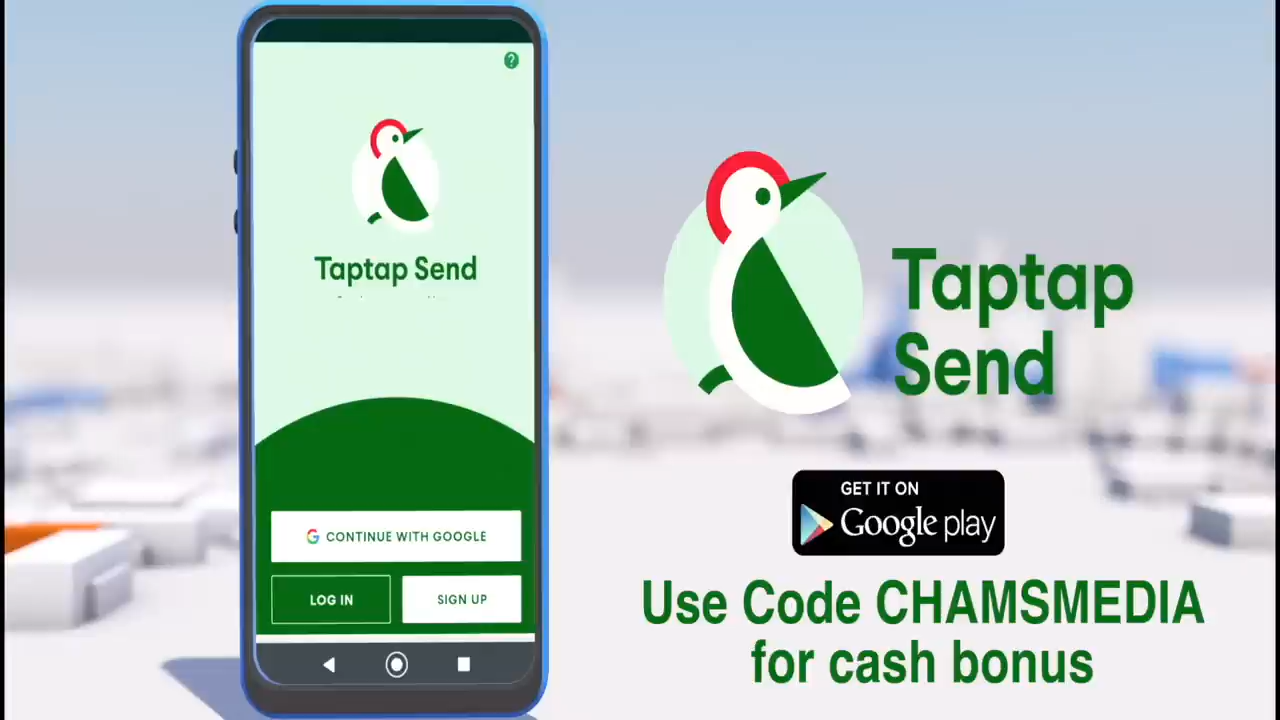 ?
Taptap Send
CONTINUE WITH GOOGLE
LOG IN
SIGN UP
Taptap
Send
GET IT ON
Google play
Use Code CHAMSMEDIA
for cash bonus